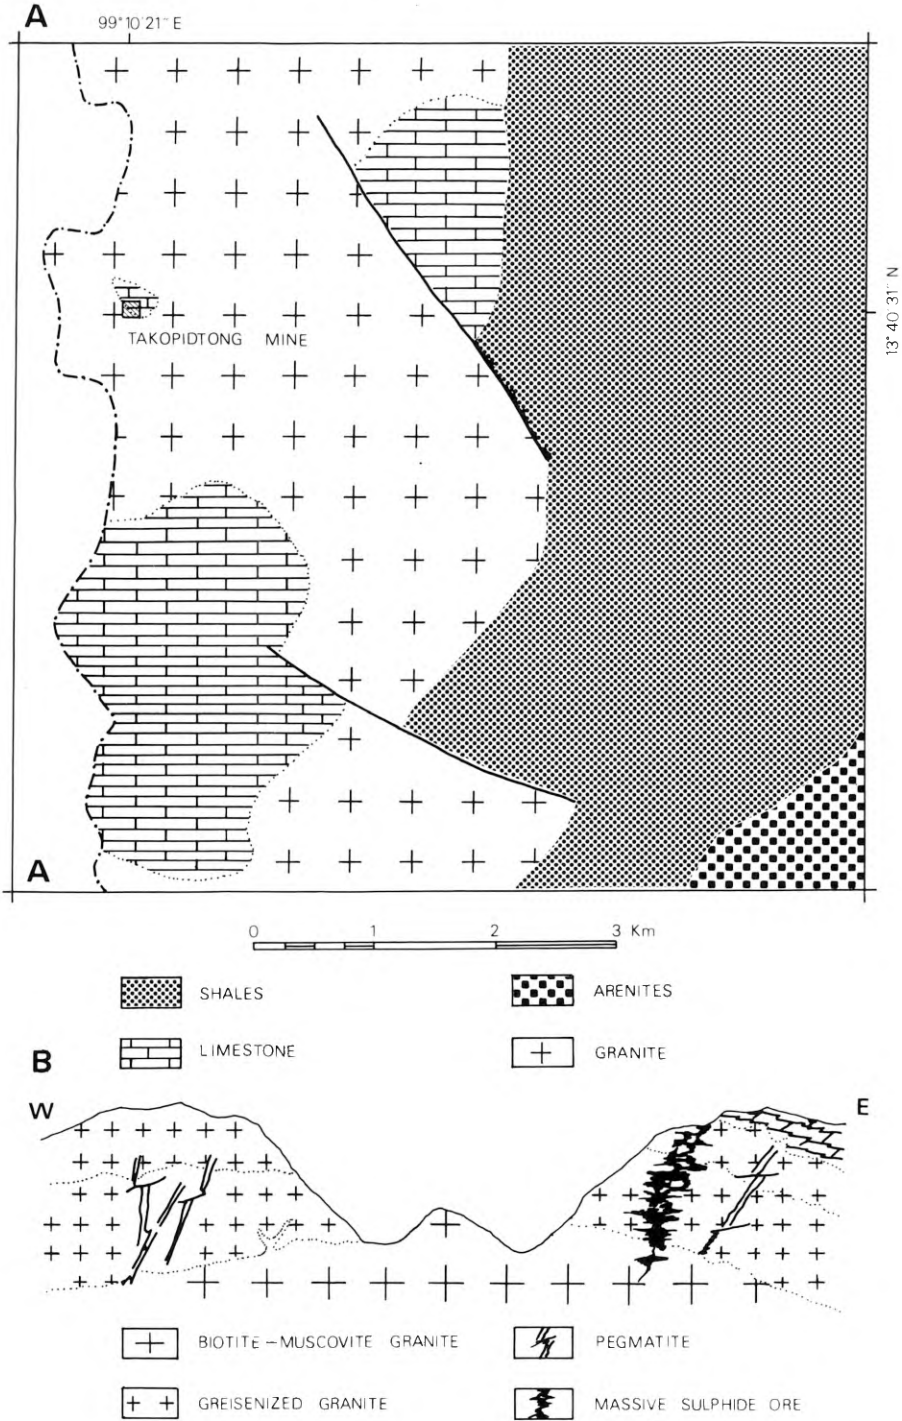 A
99°10'21" E
13° 40'31" N
TAKOPIDTONG MINE
A
0 1 2 3 Km
SHALES
ARENITES
LIMESTONE
GRANITE
B
W
E
BIOTITE–MUSCOVITE GRANITE
PEGMATITE
GREISENIZED GRANITE
MASSIVE SULPHIDE ORE